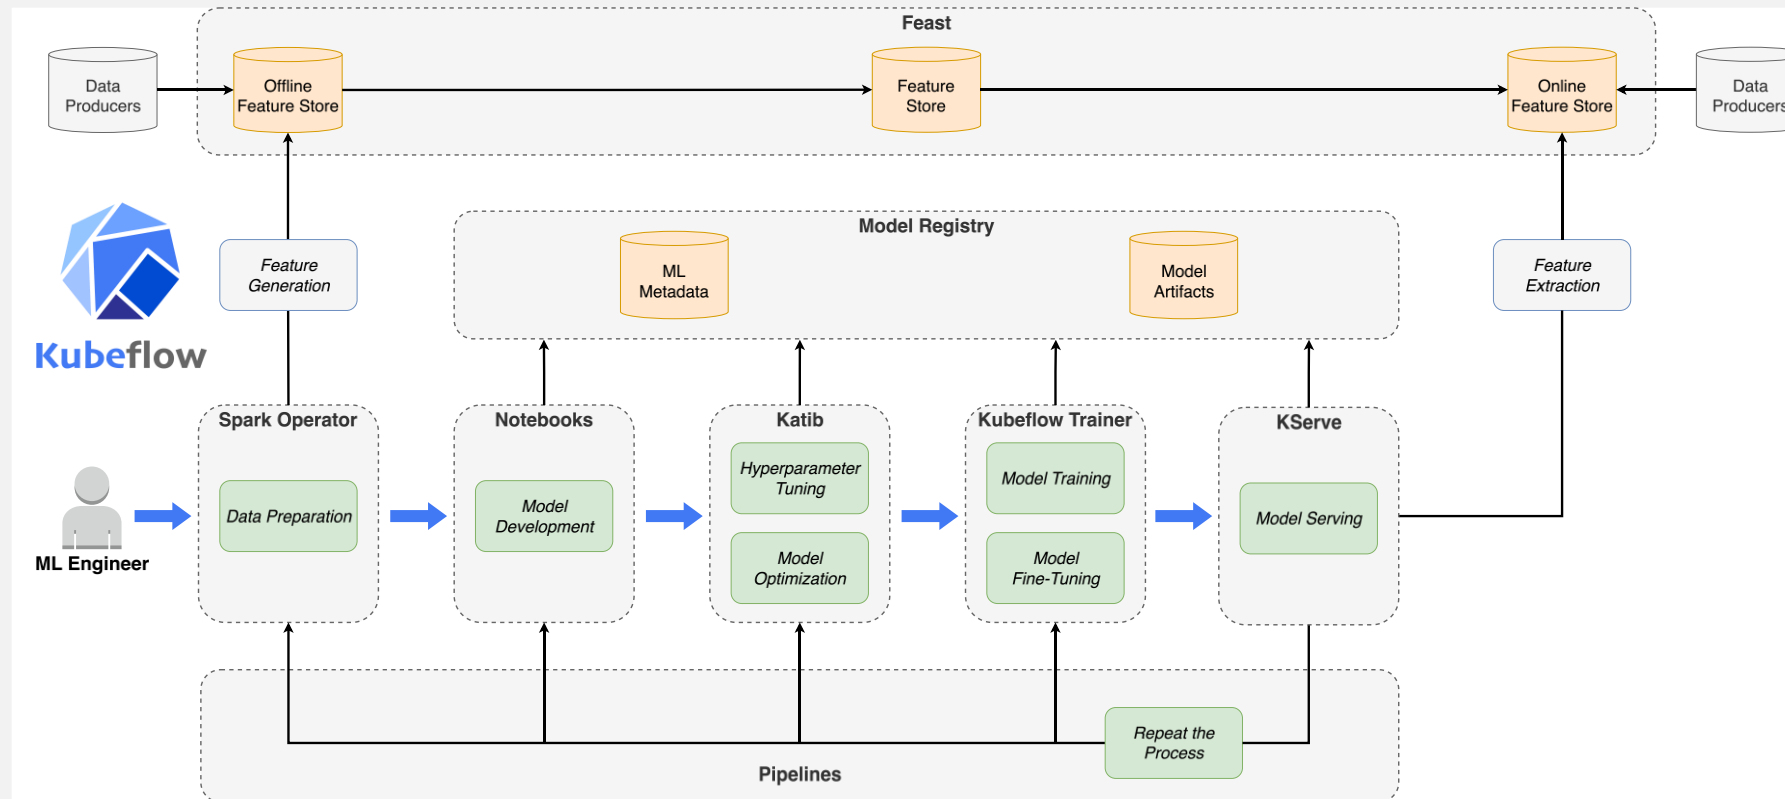 Feast
Data
Producers
Offline
Feature Store
Feature
Store
Online
Feature Store
Data
Producers
Kubeflow
Feature
Generation
Model Registry
ML
Metadata
Model
Artifacts
Feature
Extraction
ML Engineer
Spark Operator
Data Preparation
Notebooks
Model
Development
Katib
Hyperparameter
Tuning
Model
Optimization
Kubeflow Trainer
Model Training
Model
Fine-Tuning
KServe
Model Serving
Repeat the
Process
Pipelines